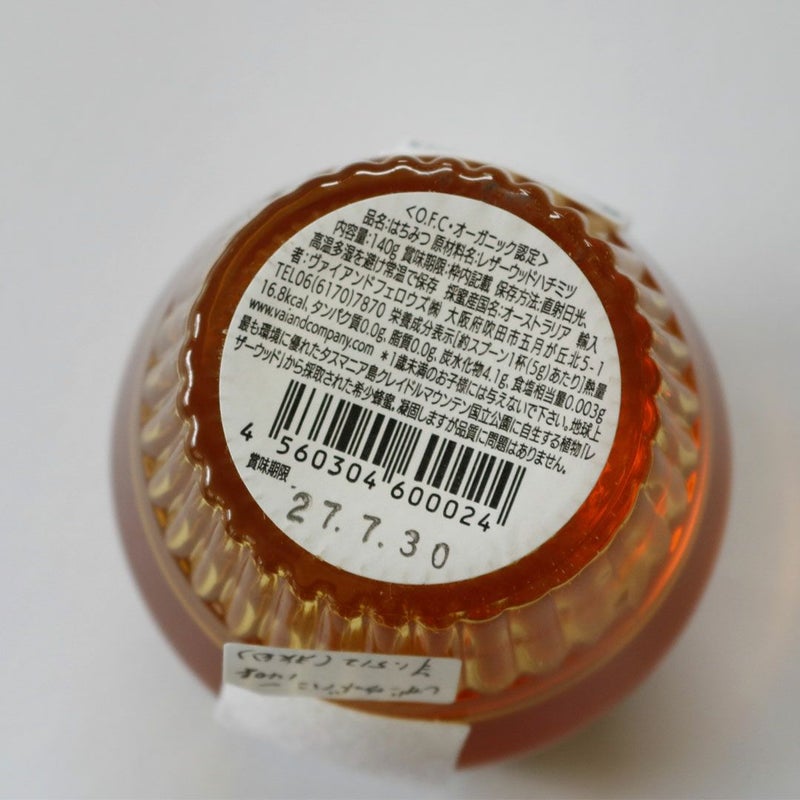 <O.F.C・オーガニック認定>
品名:はちみつ 原材料名:レザーウッドハチミツ
内容量:140g 賞味期限:枠内記載 保存方法:直射日光、
高温多湿を避け常温で保存 採蜜国名:オーストラリア 輸入
者:ヴァイアンドフェロウズ㈱ 大阪府吹田市五月が丘北5-1
TEL06(6170)7870 栄養成分表示[約スプーン1杯(5g)あたり]熱量
16.8kcal、タンパク質0.0g、脂質0.0g、炭水化物4.1g、食塩相当量0.003g
www.vaiandcompany.com *1歳未満のお子様には与えないで下さい。地球上
最も環境に優れたタスマニア島クレイドルマウンテン国立公園に自生する植物「レ
ザーウッド」から採取された希少蜂蜜。凝固しますが品質に問題はありません。
4 560304 600024
賞味期限
27.7.30